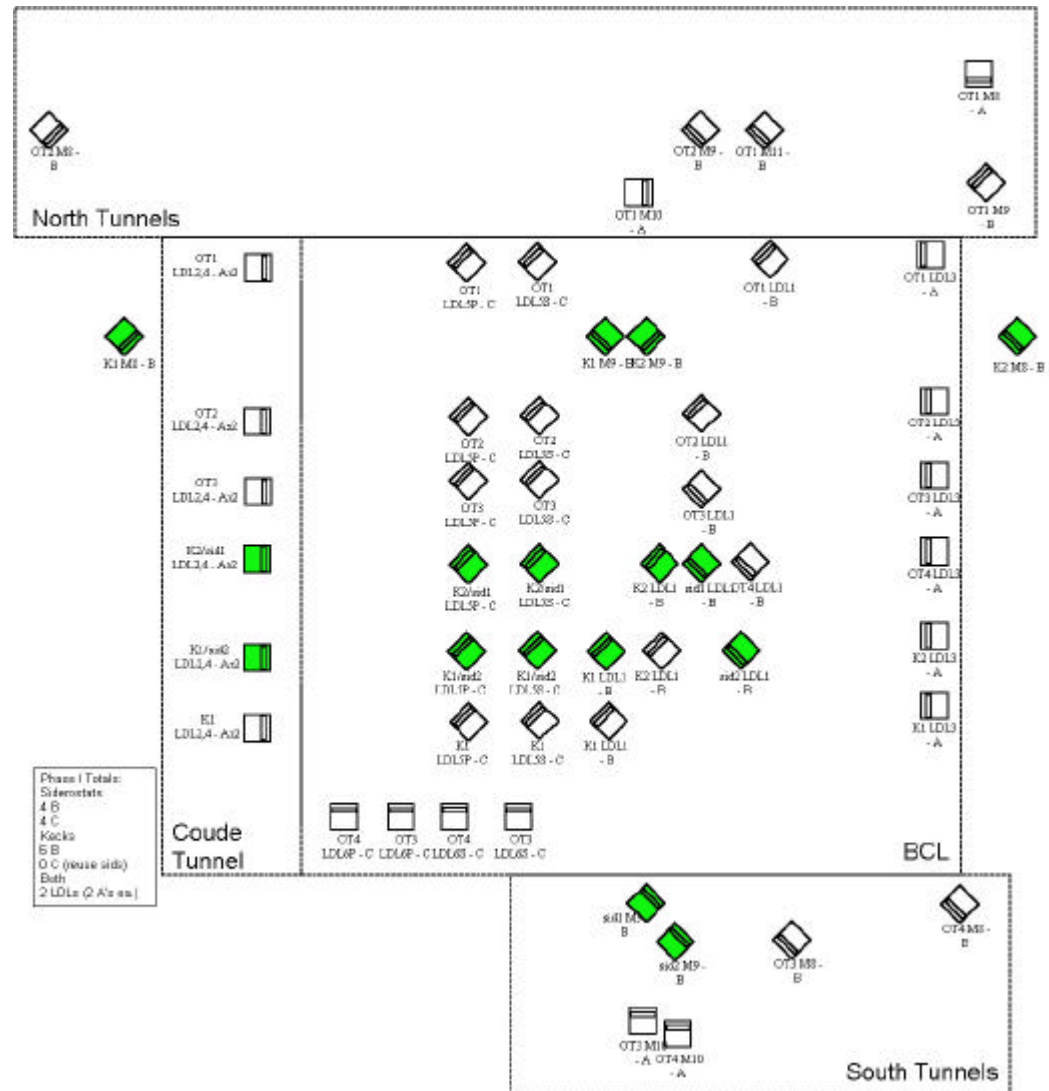 OT1 M8
- A
OT2 M8 -
B
OT2 M9 -
B
OT1 M11 -
B
OT1 M10
- A
OT1 M9
- B
North Tunnels
OT1
LDL2,4 - Ax2
OT1
LDL5P - C
OT1
LDL5S - C
OT1 LDL1
- B
OT1 LDL3
- A
K1 M8 - B
K1 M9 - B
K2 M9 - B
K2 M8 - B
OT2
LDL2,4 - Ax2
OT2
LDL5P - C
OT2
LDL5S - C
OT2 LDL1
- B
OT2 LDL3
- A
OT3
LDL2,4 - Ax2
OT3
LDL5P - C
OT3
LDL5S - C
OT3 LDL1
- B
OT3 LDL3
- A
K2/sid1
LDL2,4 - Ax2
K2/sid1
LDL5P - C
K2/sid1
LDL5S - C
K2 LDL1
- B
sid1 LDL1
- B
OT4 LDL1
- B
OT4 LDL3
- A
K1/sid2
LDL2,4 - Ax2
K1/sid2
LDL5P - C
K1/sid2
LDL5S - C
K1 LDL1
- B
K2 LDL1
- B
sid2 LDL1
- B
K2 LDL3
- A
K1
LDL2,4 - Ax2
K1
LDL5P - C
K1
LDL5S - C
K1 LDL1
- B
K1 LDL3
- A
Phase I Totals:
Siderostats
4 B
4 C
Kecks
6 B
0 C (reuse sids)
Both
2 LDLs (2 A's ea.)
Coude
Tunnel
OT4
LDL6P - C
OT3
LDL6P - C
OT4
LDL6S - C
OT3
LDL6S - C
BCL
sid1 M9 -
B
sid2 M9 -
B
OT3 M8 -
B
OT4 M8 -
B
OT3 M10
- A
OT4 M10
- A
South Tunnels